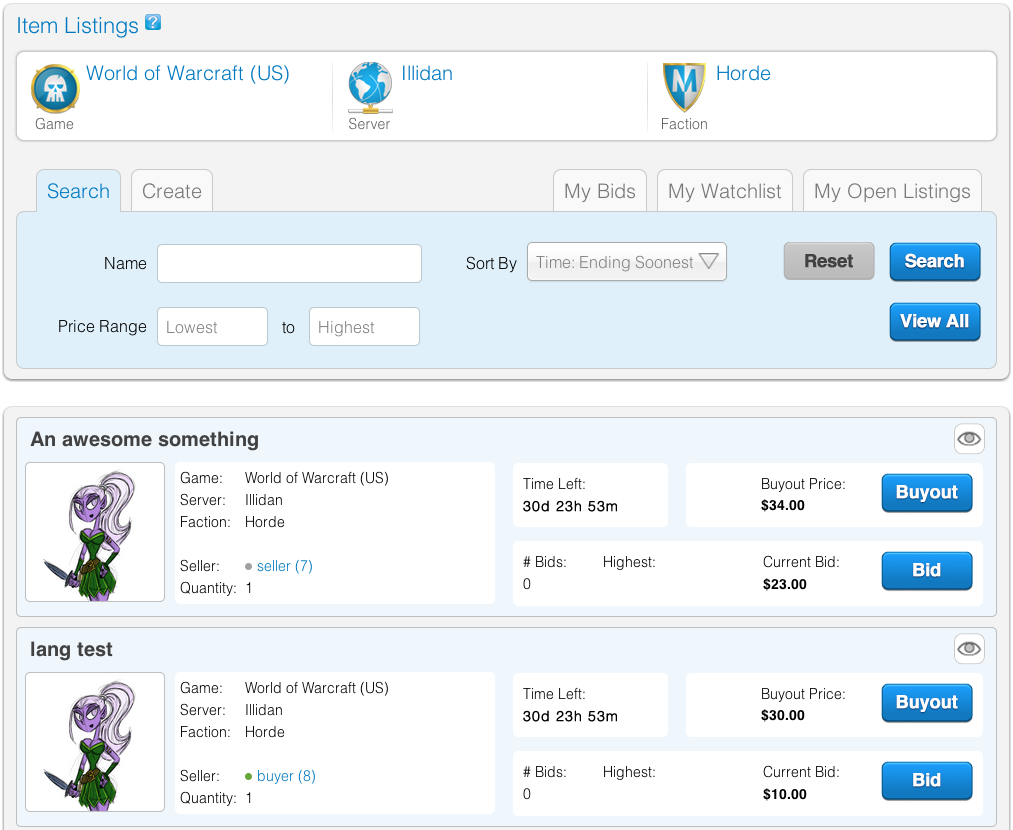 Item Listings ?
World of Warcraft (US)
Game
Illidan
Server
M
Horde
Faction
Search
Create
My Bids
My Watchlist
My Open Listings
Name
Sort By
Time: Ending Soonest
Reset
Search
Price Range
Lowest
to
Highest
View All
An awesome something
Game: World of Warcraft (US)
Server: Illidan
Faction: Horde
Seller: seller (7)
Quantity: 1
Time Left:
30d 23h 53m
Buyout Price:
$34.00
Buyout
# Bids:
0
Highest:
Current Bid:
$23.00
Bid
lang test
Game: World of Warcraft (US)
Server: Illidan
Faction: Horde
Seller: buyer (8)
Quantity: 1
Time Left:
30d 23h 53m
Buyout Price:
$30.00
Buyout
# Bids:
0
Highest:
Current Bid:
$10.00
Bid